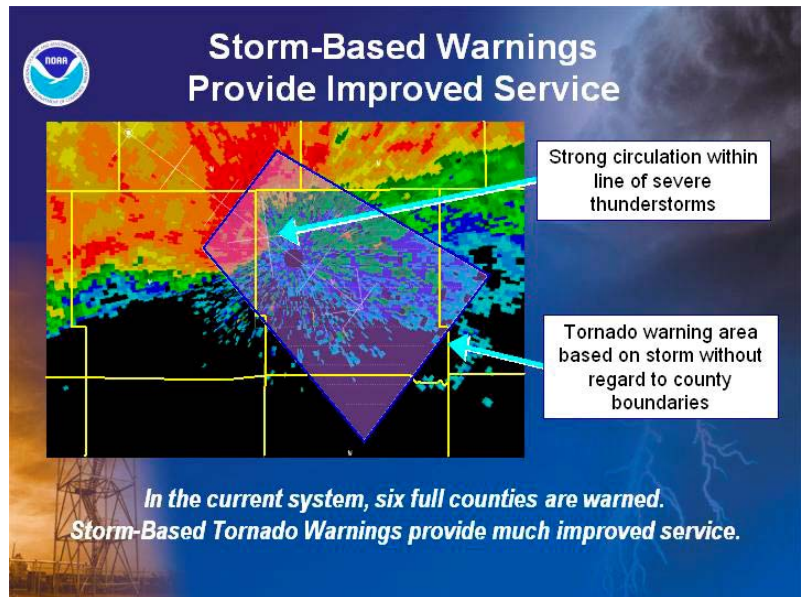 Storm-Based Warnings
Provide Improved Service
NOAA
Strong circulation within
line of severe
thunderstorms
Tornado warning area
based on storm without
regard to county
boundaries
In the current system, six full counties are warned.
Storm-Based Tornado Warnings provide much improved service.